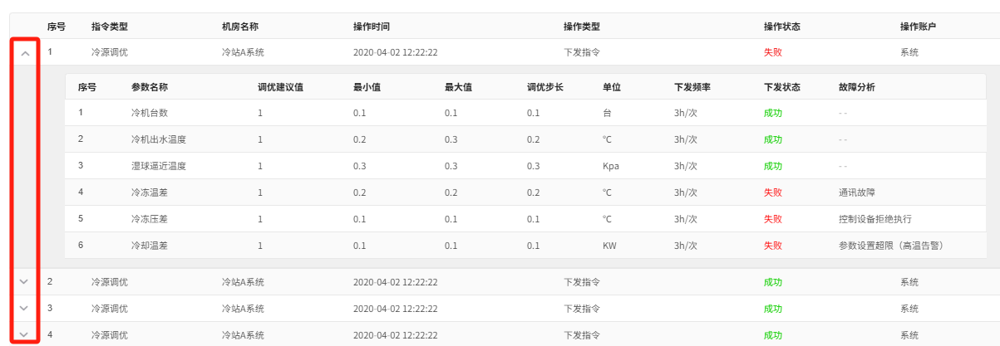 序号 指令类型 机房名称 操作时间 操作类型 操作状态 操作账户
1 冷源调优 冷站A系统 2020-04-02 12:22:22 下发指令 失败 系统
序号 参数名称 调优建议值 最小值 最大值 调优步长 单位 下发频率 下发状态 故障分析
1 冷机台数 1 0.1 0.1 0.1 台 3h/次 成功 - -
2 冷机出水温度 1 0.2 0.3 0.2 ℃ 3h/次 成功 - -
3 湿球逼近温度 1 0.3 0.3 0.3 Kpa 3h/次 成功 - -
4 冷冻温差 1 0.2 0.2 0.2 ℃ 3h/次 失败 通讯故障
5 冷冻压差 1 0.1 0.1 0.1 ℃ 3h/次 失败 控制设备拒绝执行
6 冷却温差 1 0.1 0.1 0.1 KW 3h/次 失败 参数设置超限（高温告警）
2 冷源调优 冷站A系统 2020-04-02 12:22:22 下发指令 成功 系统
3 冷源调优 冷站A系统 2020-04-02 12:22:22 下发指令 成功 系统
4 冷源调优 冷站A系统 2020-04-02 12:22:22 下发指令 成功 系统